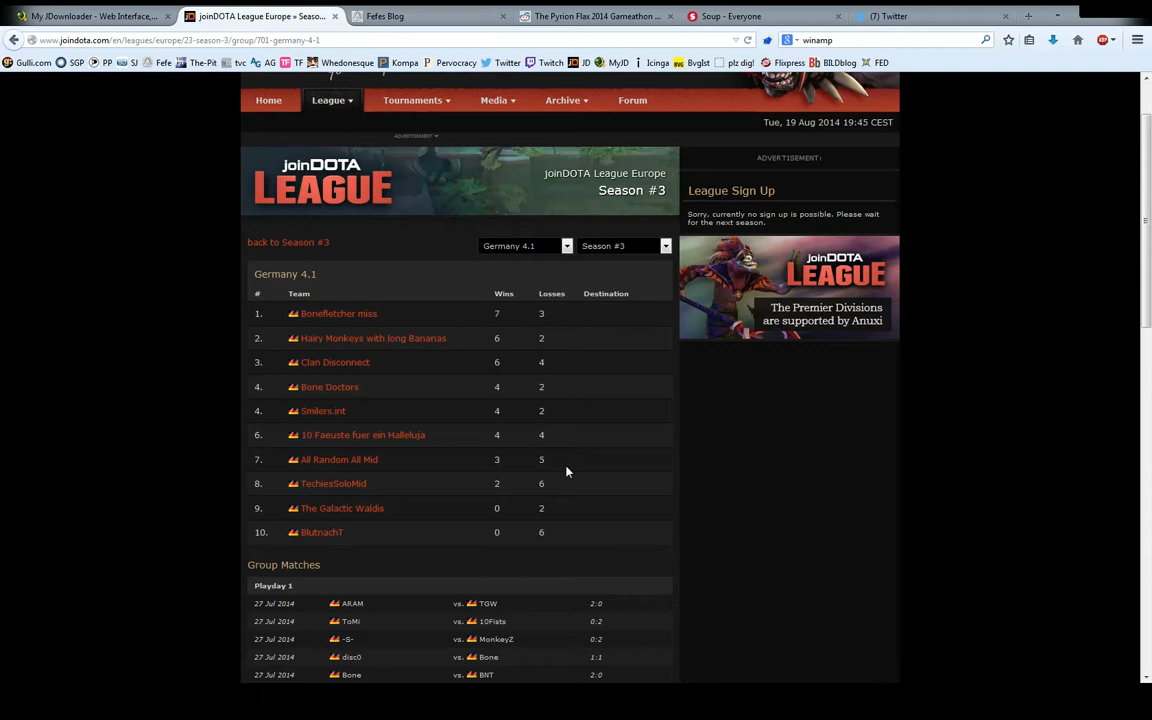 My JDownloader - Web Interface,...
joinDOTA League Europe » Seaso...
Fefes Blog
The Pyrion Flax 2014 Gameathon ...
Soup - Everyone
(7) Twitter
www.joindota.com/en/leagues/europe/23-season-3/group/701-germany-4-1
winamp
Gulli.com SGP PP SJ Fefe The-Pit tvc AG TF Whedonesque Kompa Pervocracy Twitter Twitch JD MyJD Icinga BvgIst plz dig! Flixpress BILDblog FED
Home League Tournaments Media Archive Forum
Tue, 19 Aug 2014 19:45 CEST
ADVERTISEMENT
joinDOTA
LEAGUE
joinDOTA League Europe
Season #3
ADVERTISEMENT:
League Sign Up
Sorry, currently no sign up is possible. Please wait
for the next season.
joinDOTA
LEAGUE
The Premier Divisions
are supported by Anuxi
back to Season #3
Germany 4.1 Season #3
Germany 4.1
# Team Wins Losses Destination
1. Bonefletcher miss 7 3
2. Hairy Monkeys with long Bananas 6 2
3. Clan Disconnect 6 4
4. Bone Doctors 4 2
4. Smilers.int 4 2
6. 10 Faeuste fuer ein Halleluja 4 4
7. All Random All Mid 3 5
8. TechiesSoloMid 2 6
9. The Galactic Waldis 0 2
10. BlutnachT 0 6
Group Matches
Playday 1
27 Jul 2014 ARAM vs. TGW 2:0
27 Jul 2014 ToMi vs. 10Fists 0:2
27 Jul 2014 -S- vs. MonkeyZ 0:2
27 Jul 2014 disc0 vs. Bone 1:1
27 Jul 2014 Bone vs. BNT 2:0